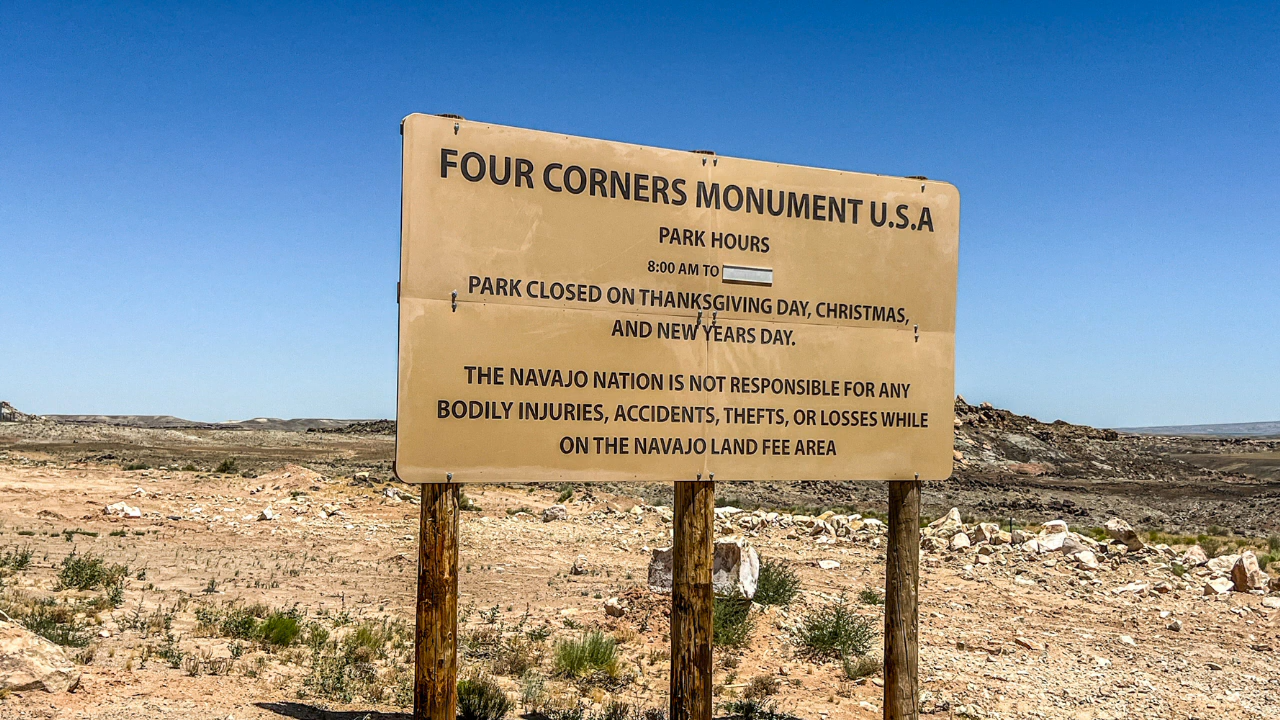 FOUR CORNERS MONUMENT U.S.A
PARK HOURS
8:00 AM TO
PARK CLOSED ON THANKSGIVING DAY, CHRISTMAS,
AND NEW YEARS DAY.
THE NAVAJO NATION IS NOT RESPONSIBLE FOR ANY
BODILY INJURIES, ACCIDENTS, THEFTS, OR LOSSES WHILE
ON THE NAVAJO LAND FEE AREA